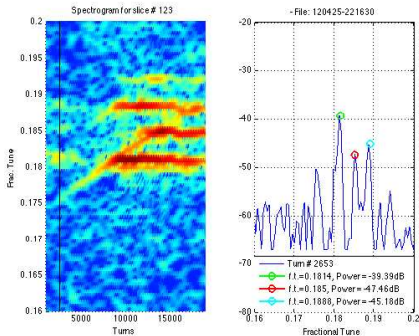 Spectrogram for slice # 123
0.2
0.195
0.19
0.185
0.18
0.175
0.17
0.165
0.16
Frac. Tune
5000 10000 15000
Turns
- File: 120425-221630
-20
-30
-40
-50
-60
-70
-80
Turn # 2653
f.t.=0.1814, Power=-39.39dB
f.t.=0.185, Power=-47.46dB
f.t.=0.1888, Power=-45.18dB
0.16 0.17 0.18 0.19 0.2
Fractional Tune